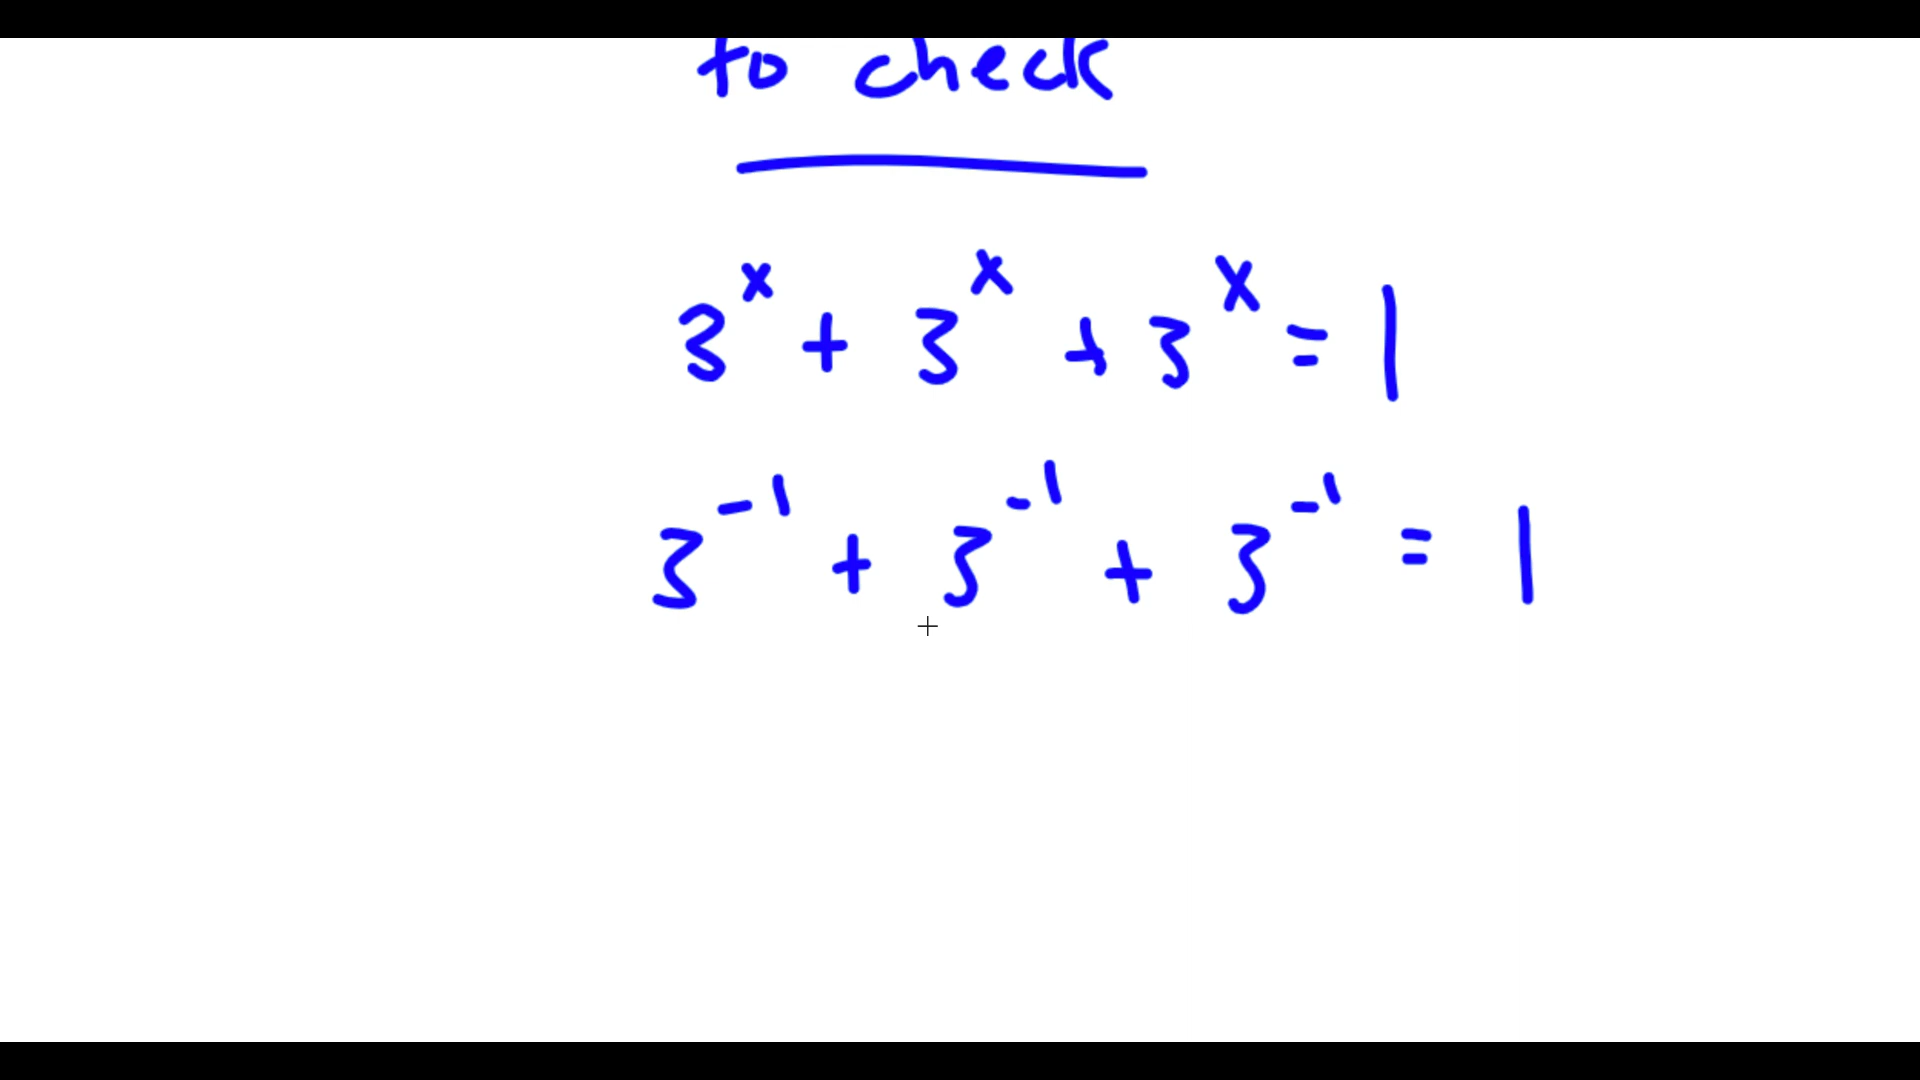 to check
3^x + 3^x + 3^x = 1
3^-1 + 3^-1 + 3^-1 = 1